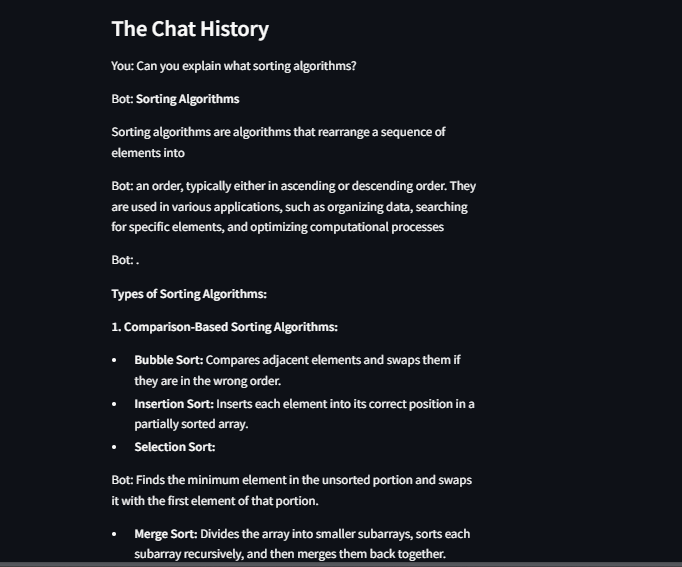 The Chat History
You: Can you explain what sorting algorithms?
Bot: Sorting Algorithms
Sorting algorithms are algorithms that rearrange a sequence of
elements into
Bot: an order, typically either in ascending or descending order. They
are used in various applications, such as organizing data, searching
for specific elements, and optimizing computational processes
Bot: .
Types of Sorting Algorithms:
1. Comparison-Based Sorting Algorithms:
• Bubble Sort: Compares adjacent elements and swaps them if
they are in the wrong order.
• Insertion Sort: Inserts each element into its correct position in a
partially sorted array.
• Selection Sort:
Bot: Finds the minimum element in the unsorted portion and swaps
it with the first element of that portion.
• Merge Sort: Divides the array into smaller subarrays, sorts each
subarray recursively, and then merges them back together.